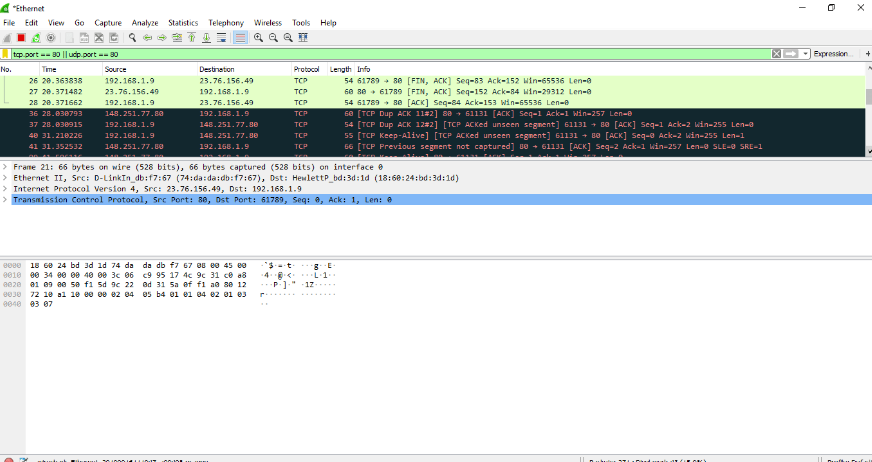 *Ethernet
File Edit View Go Capture Analyze Statistics Telephony Wireless Tools Help
tcp.port == 80 || udp.port == 80 Expression... +
No. Time Source Destination Protocol Length Info
26 20.363838 192.168.1.9 23.76.156.49 TCP 54 61789 → 80 [FIN, ACK] Seq=83 Ack=152 Win=65536 Len=0
27 20.371482 23.76.156.49 192.168.1.9 TCP 60 80 → 61789 [FIN, ACK] Seq=152 Ack=84 Win=29312 Len=0
28 20.371662 192.168.1.9 23.76.156.49 TCP 54 61789 → 80 [ACK] Seq=84 Ack=153 Win=65536 Len=0
36 28.030793 148.251.77.80 192.168.1.9 TCP 60 [TCP Dup ACK 11#2] 80 → 61131 [ACK] Seq=1 Ack=1 Win=257 Len=0
37 28.030915 192.168.1.9 148.251.77.80 TCP 54 [TCP Dup ACK 12#2] [TCP ACKed unseen segment] 61131 → 80 [ACK] Seq=1 Ack=2 Win=255 Len=0
40 31.210226 192.168.1.9 148.251.77.80 TCP 55 [TCP Keep-Alive] [TCP ACKed unseen segment] 61131 → 80 [ACK] Seq=0 Ack=2 Win=255 Len=1
41 31.352532 148.251.77.80 192.168.1.9 TCP 66 [TCP Previous segment not captured] 80 → 61131 [ACK] Seq=2 Ack=1 Win=257 Len=0 SLE=0 SRE=1
Frame 21: 66 bytes on wire (528 bits), 66 bytes captured (528 bits) on interface 0
Ethernet II, Src: D-LinkIn_db:f7:67 (74:da:da:db:f7:67), Dst: HewlettP_bd:3d:1d (18:60:24:bd:3d:1d)
Internet Protocol Version 4, Src: 23.76.156.49, Dst: 192.168.1.9
Transmission Control Protocol, Src Port: 80, Dst Port: 61789, Seq: 0, Ack: 1, Len: 0
0000 18 60 24 bd 3d 1d 74 da da db f7 67 08 00 45 00 ·`$·=·t· ···g··E·
0010 00 34 00 00 40 00 3c 06 c9 95 17 4c 9c 31 c0 a8 ·4··@·<· ···L·1··
0020 01 09 00 50 f1 5d 9c 22 0d 31 5a 0f f1 a0 80 12 ···P·]·" ·1Z·····
0030 72 10 a1 10 00 00 02 04 05 b4 01 01 04 02 01 03 r······· ········
0040 03 07 ··